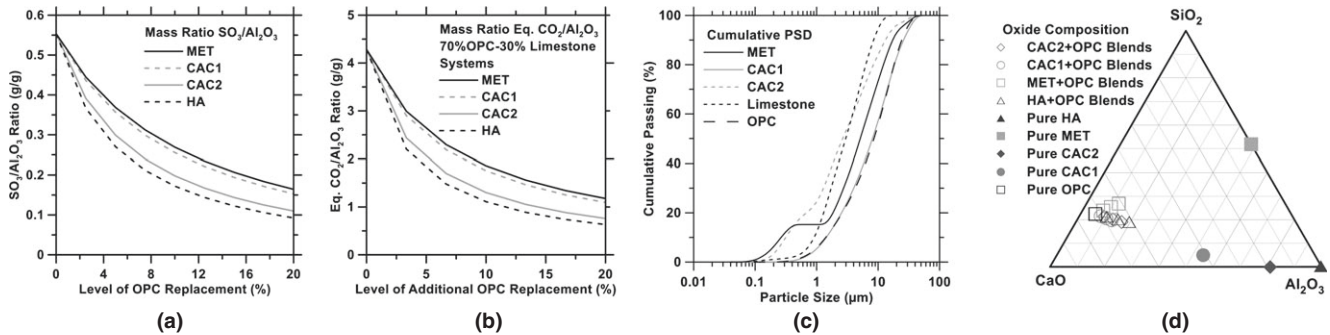 (a)
Mass Ratio SO3/Al2O3
MET
CAC1
CAC2
HA
SO3/Al2O3 Ratio (g/g)
0.6
0.5
0.4
0.3
0.2
0.1
0
0 4 8 12 16 20
Level of OPC Replacement (%)
(b)
Mass Ratio Eq. CO2/Al2O3
70%OPC-30% Limestone
Systems
MET
CAC1
CAC2
HA
Eq. CO2/Al2O3 Ratio (g/g)
5
4
3
2
1
0
0 4 8 12 16 20
Level of Additional OPC Replacement (%)
(c)
Cumulative PSD
MET
CAC1
CAC2
Limestone
OPC
Cumulative Passing (%)
100
80
60
40
20
0
0.01 0.1 1 10 100
Particle Size (μm)
(d)
SiO2
Oxide Composition
CAC2+OPC Blends
CAC1+OPC Blends
MET+OPC Blends
HA+OPC Blends
Pure HA
Pure MET
Pure CAC2
Pure CAC1
Pure OPC
CaO
Al2O3